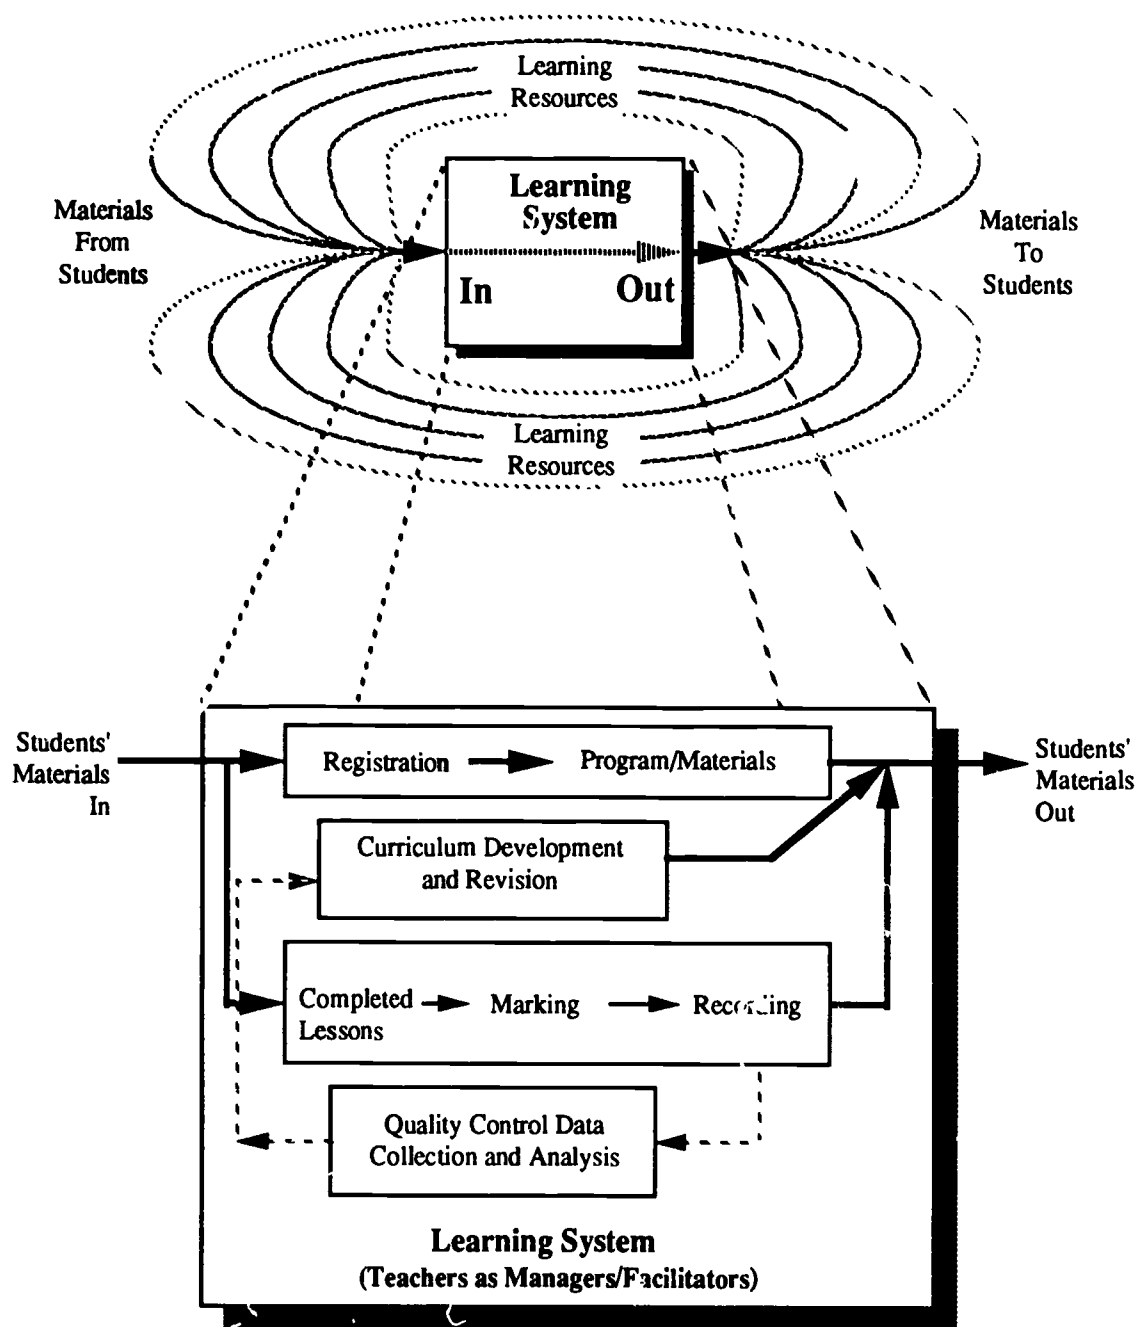 Learning
Resources
Learning
System
Materials
From
Students
Materials
To
Students
In
Out
Learning
Resources
Students'
Materials
In
Registration
Program/Materials
Students'
Materials
Out
Curriculum Development
and Revision
Completed
Lessons
Marking
Recording
Quality Control Data
Collection and Analysis
Learning System
(Teachers as Managers/Facilitators)